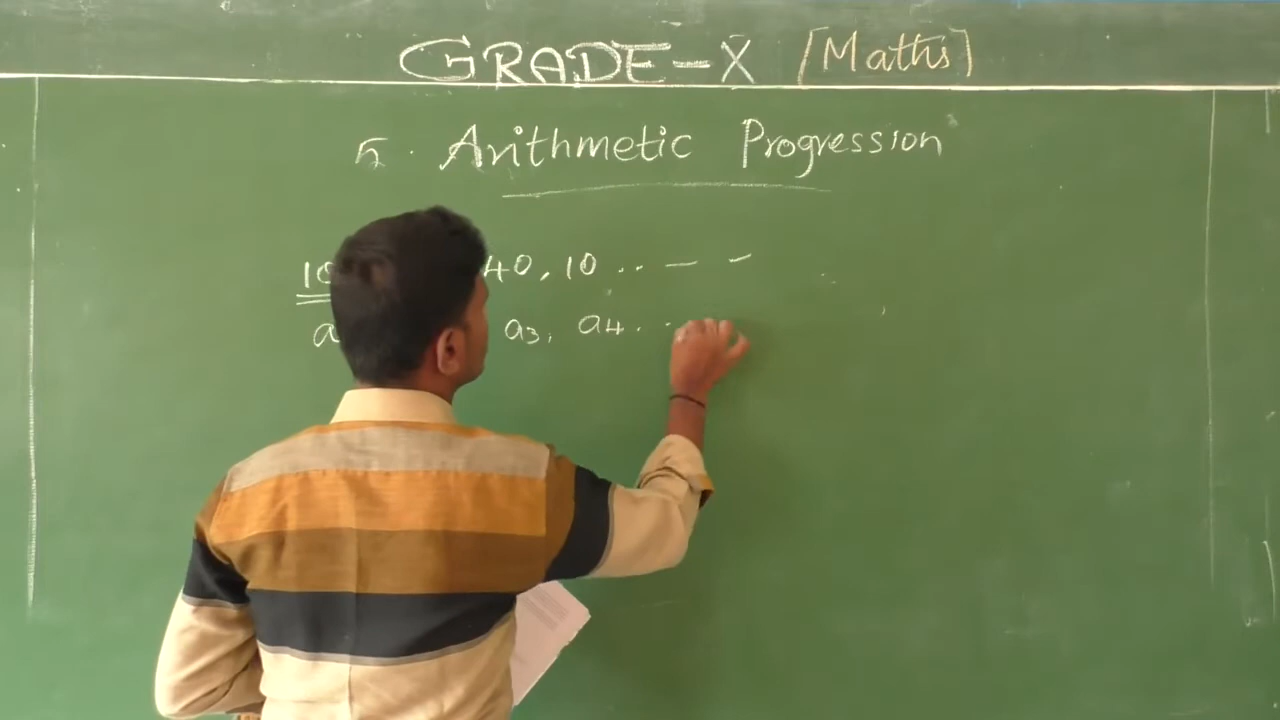 GRADE-X [Maths]
5. Arithmetic Progression
10 40, 10 ..- -
a a3, a4. -